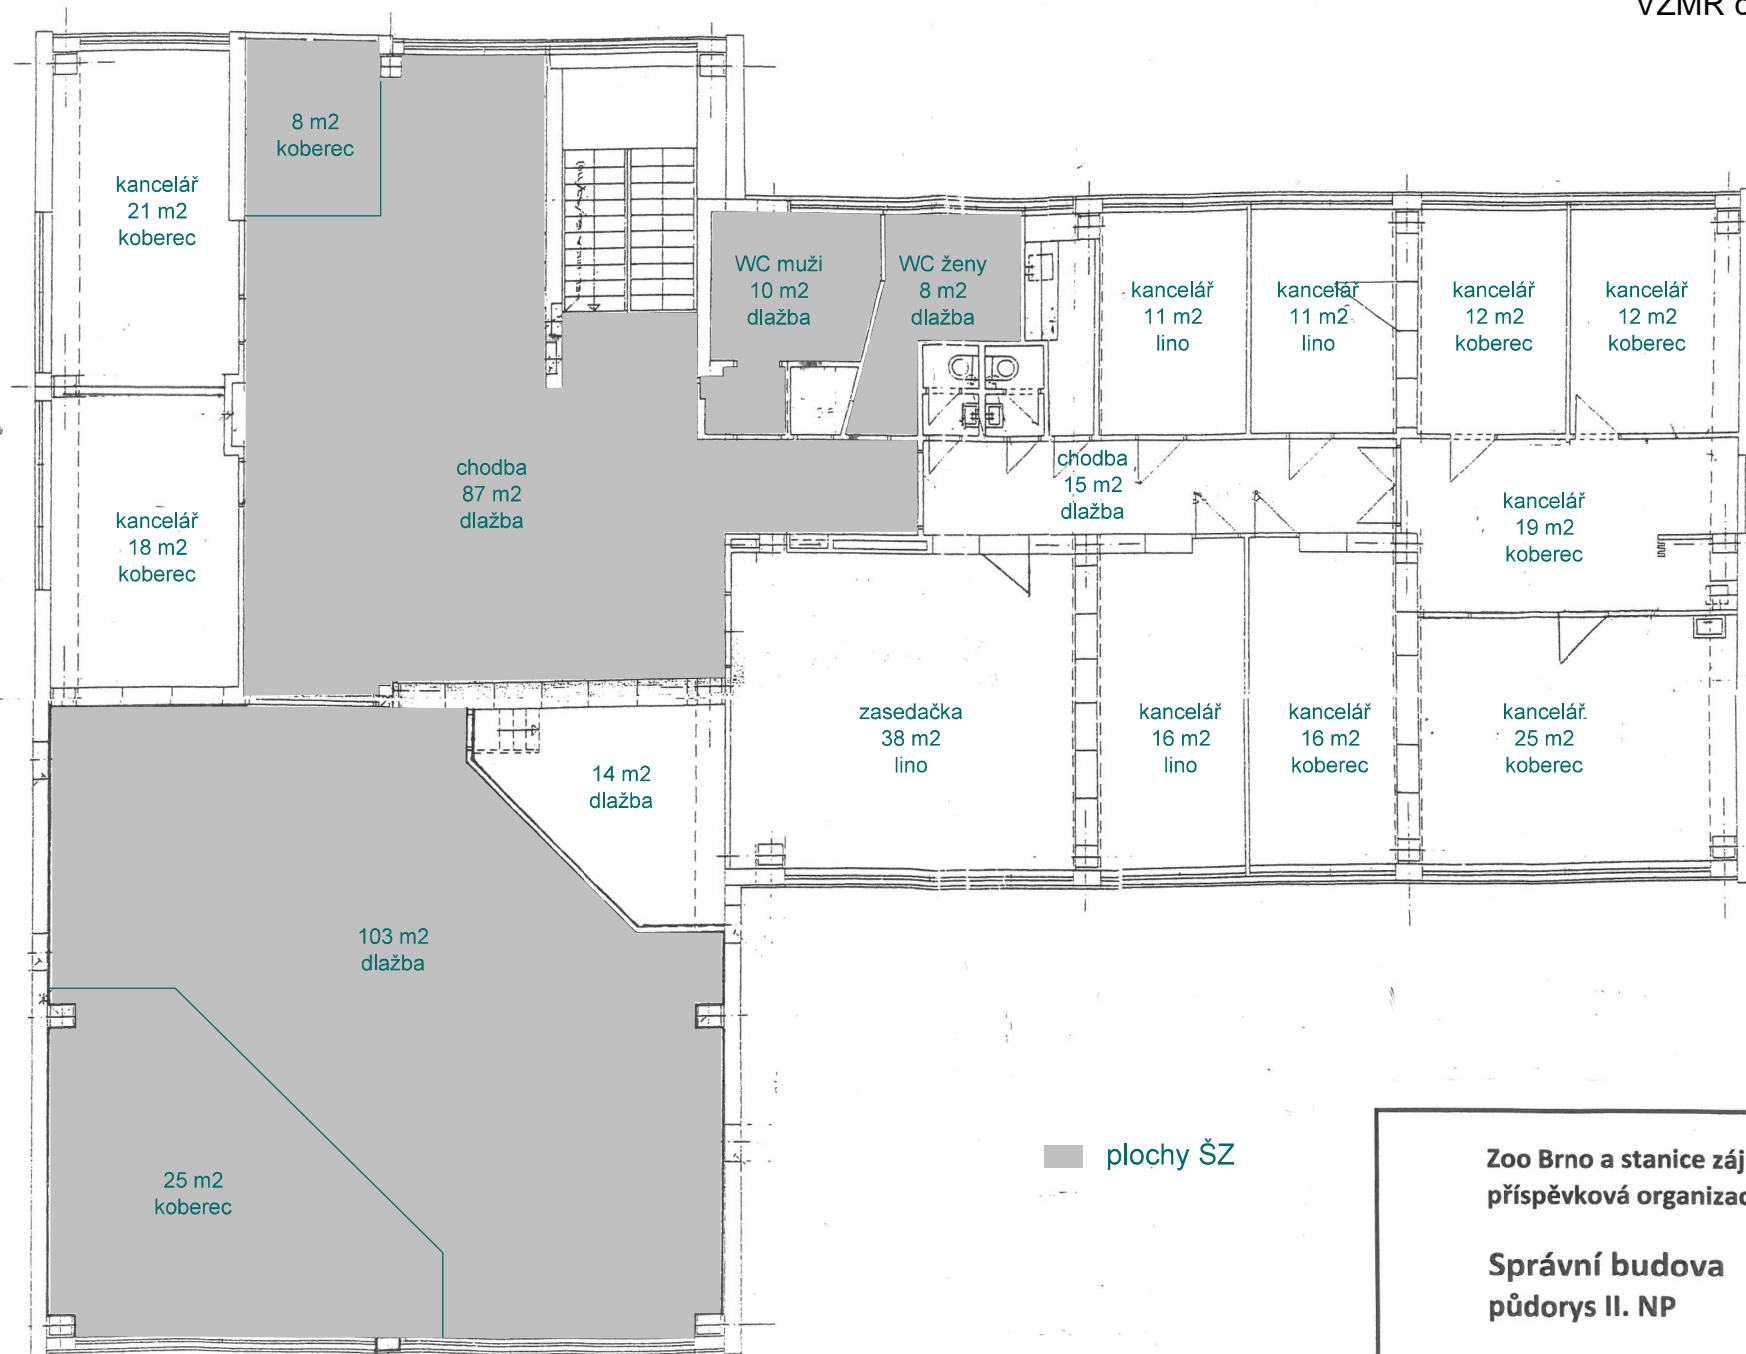 VZMR č
8 m2
koberec
kancelář
21 m2
koberec
WC muži
10 m2
dlažba
WC ženy
8 m2
dlažba
kancelář
11 m2
lino
kancelář
11 m2
lino
kancelář
12 m2
koberec
kancelář
12 m2
koberec
chodba
87 m2
dlažba
chodba
15 m2
dlažba
kancelář
19 m2
koberec
kancelář
18 m2
koberec
zasedačka
38 m2
lino
kancelář
16 m2
lino
kancelář
16 m2
koberec
kancelář
25 m2
koberec
14 m2
dlažba
103 m2
dlažba
25 m2
koberec
plochy ŠZ
Zoo Brno a stanice záj
příspěvková organizac
Správní budova
půdorys II. NP